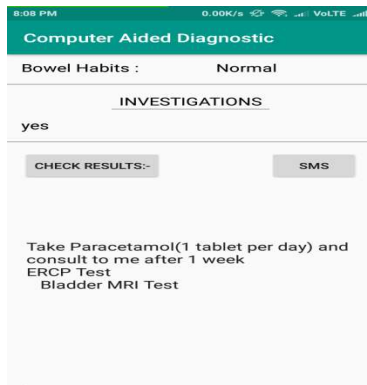 8:08 PM 0.00K/s VoLTE
Computer Aided Diagnostic
Bowel Habits : Normal
INVESTIGATIONS
yes
CHECK RESULTS:- SMS
Take Paracetamol(1 tablet per day) and
consult to me after 1 week
ERCP Test
Bladder MRI Test